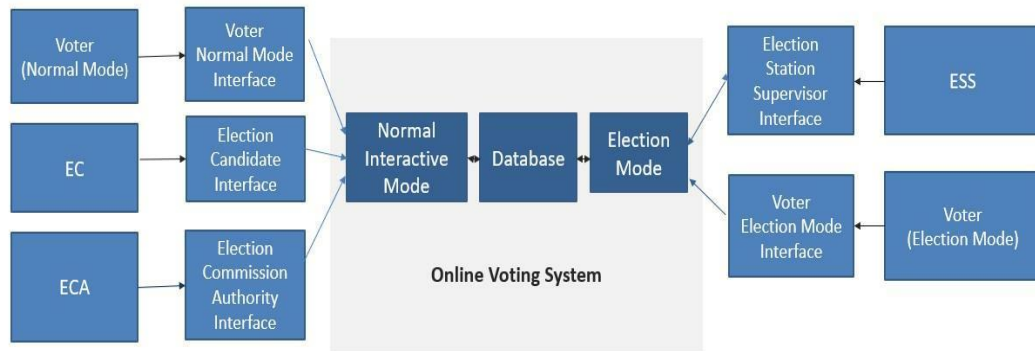 Voter
(Normal Mode)
Voter
Normal Mode
Interface
EC
Election
Candidate
Interface
ECA
Election
Commission
Authority
Interface
Normal
Interactive
Mode
Database
Election
Mode
Online Voting System
Election
Station
Supervisor
Interface
ESS
Voter
Election Mode
Interface
Voter
(Election Mode)